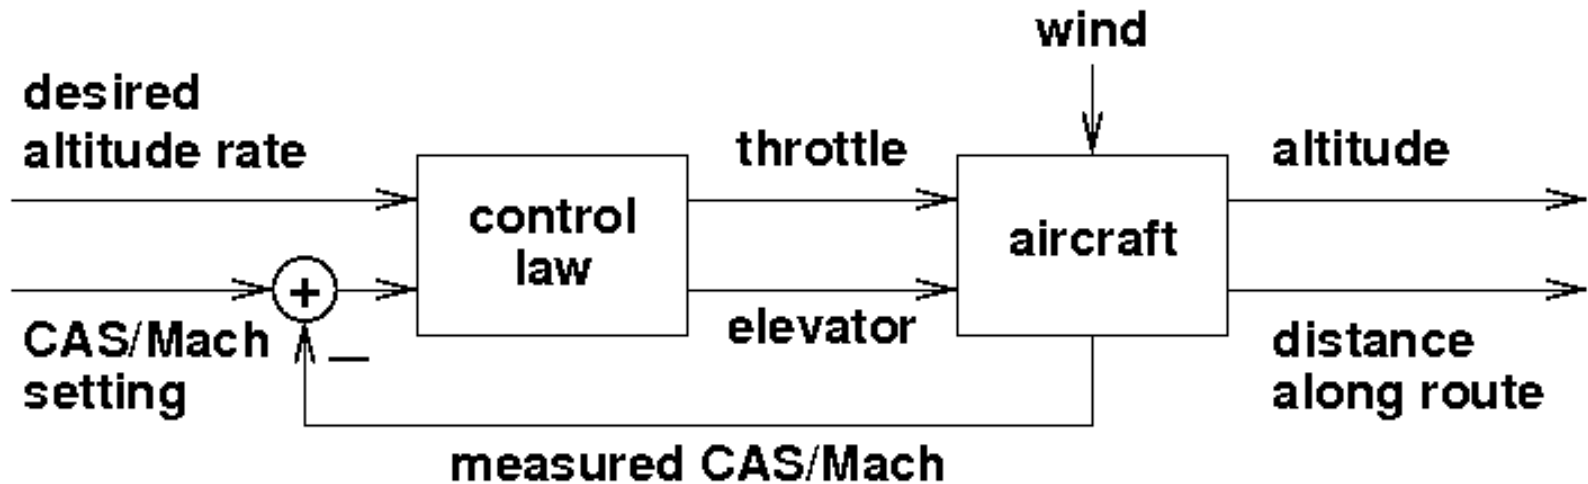 wind
desired
altitude rate
throttle
altitude
control
law
aircraft
+
elevator
CAS/Mach
setting
–
distance
along route
measured CAS/Mach